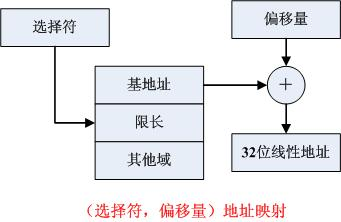 选择符
偏移量
基地址
限长
其他域
32位线性地址
（选择符，偏移量）地址映射